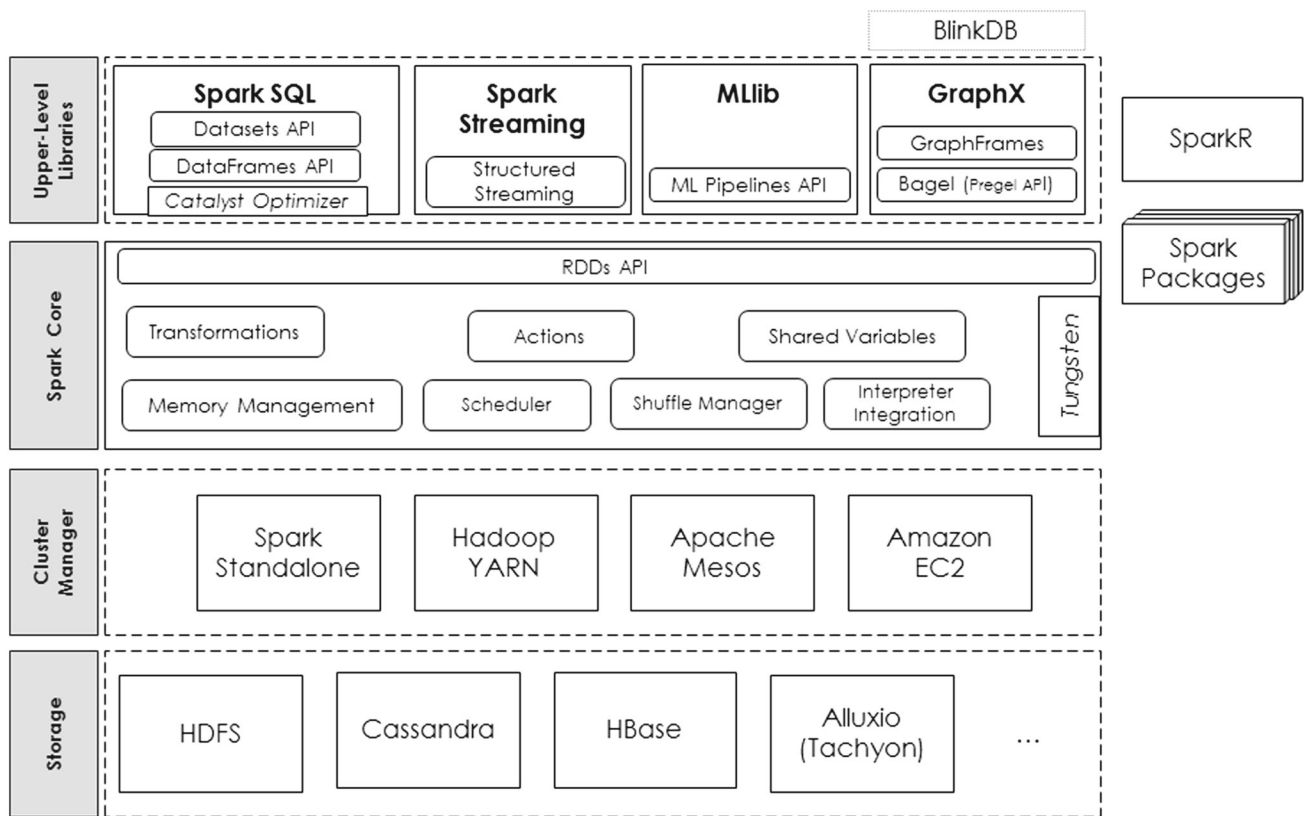 BlinkDB
Upper-Level
Libraries
Spark SQL
Datasets API
DataFrames API
Catalyst Optimizer
Spark
Streaming
Structured
Streaming
MLlib
ML Pipelines API
GraphX
GraphFrames
Bagel (Pregel API)
SparkR
Spark
Packages
Spark Core
RDDs API
Transformations
Actions
Shared Variables
Memory Management
Scheduler
Shuffle Manager
Interpreter
Integration
Tungsten
Cluster
Manager
Spark
Standalone
Hadoop
YARN
Apache
Mesos
Amazon
EC2
Storage
HDFS
Cassandra
HBase
Alluxio
(Tachyon)
...